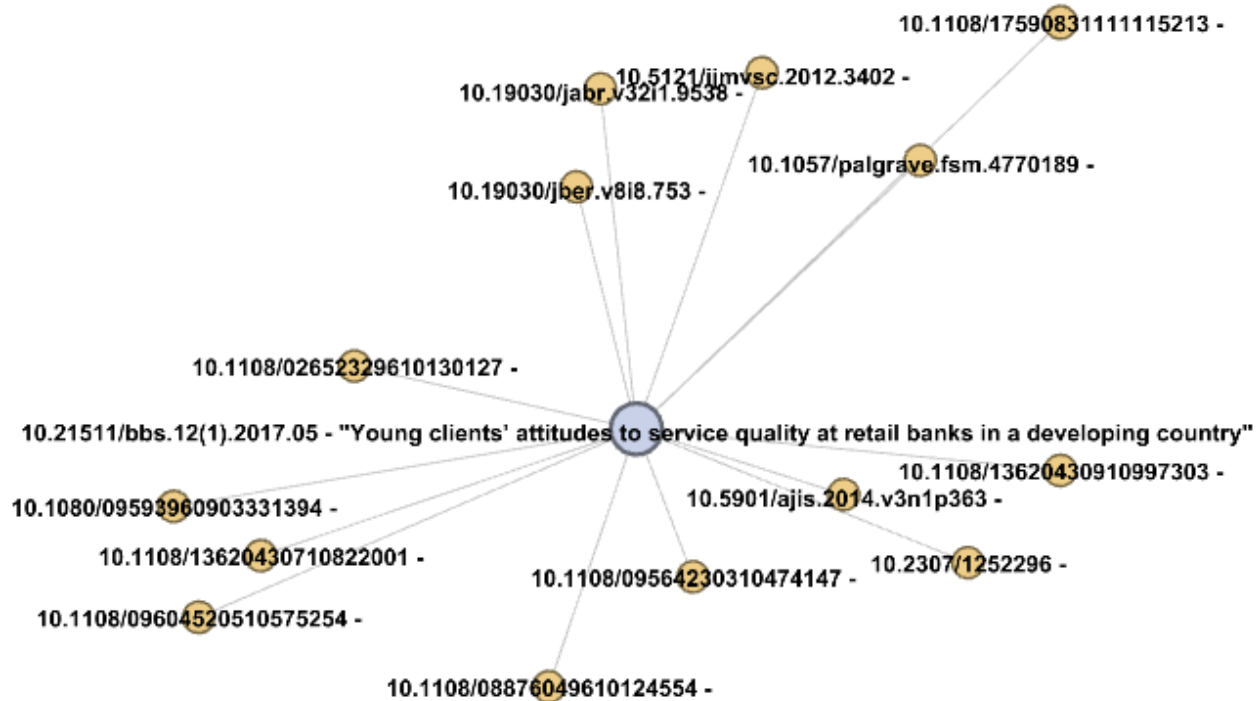 10.1108/17590831111115213 -
10.5121/ijmvsc.2012.3402 -
10.19030/jabr.v32i1.9538 -
10.1057/palgrave.fsm.4770189 -
10.19030/jber.v8i8.753 -
10.1108/02652329610130127 -
10.21511/bbs.12(1).2017.05 - "Young clients' attitudes to service quality at retail banks in a developing country"
10.1108/13620430910997303 -
10.5901/ajis.2014.v3n1p363 -
10.1080/09593960903331394 -
10.1108/13620430710822001 -
10.2307/1252296 -
10.1108/09564230310474147 -
10.1108/09604520510575254 -
10.1108/08876049610124554 -